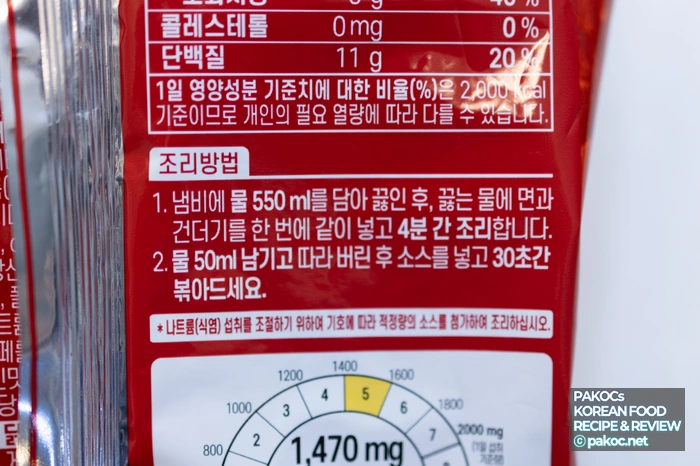 콜레스테롤 0mg 0%
단백질 11 g 20%
1일 영양성분 기준치에 대한 비율(%)은 2,000 kcal
기준이므로 개인의 필요 열량에 따라 다를 수 있습니다.
조리방법
1. 냄비에 물 550 ml를 담아 끓인 후, 끓는 물에 면과
건더기를 한 번에 같이 넣고 4분 간 조리합니다.
2. 물 50ml 남기고 따라 버린 후 소스를 넣고 30초간
볶아드세요.
* 나트륨(식염) 섭취를 조절하기 위하여 기호에 따라 적정량의 소스를 첨가하여 조리하십시오.
800 1000 1200 1400 1600 1800 2000 mg
2 3 4 5 6 7
1,470 mg
PAKOCs
KOREAN FOOD
RECIPE & REVIEW
© pakoc.net